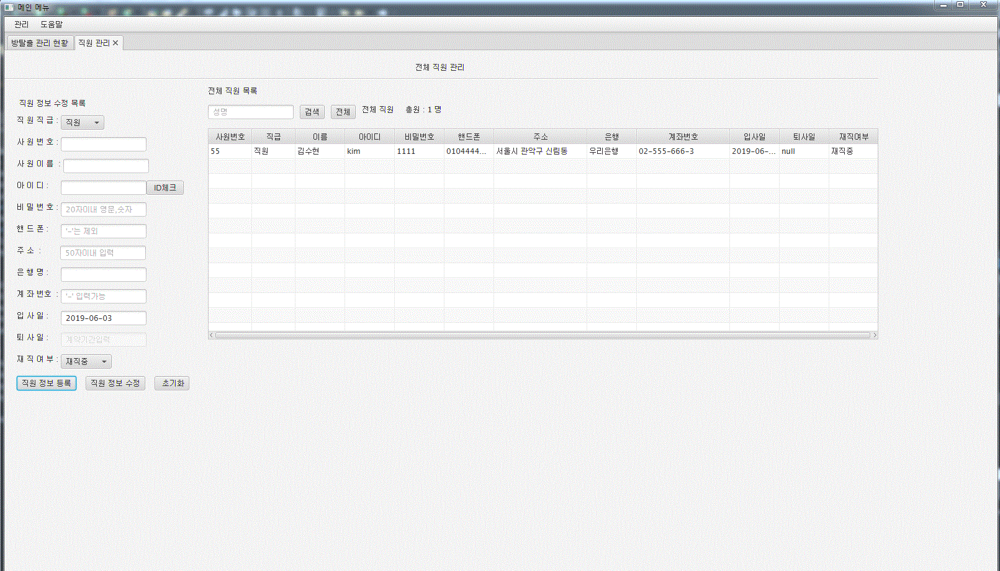 메인 메뉴
관리 도움말
방탈출 관리 현황 직원 관리
전체 직원 관리
직원 정보 수정 목록
직 원 직 급 : 직원
사 원 번 호 :
사 원 이 름 :
아 이 디 : ID체크
비 밀 번 호 : 20자이내 영문,숫자
핸 드 폰 : '-'는 제외
주 소 : 50자이내 입력
은 행 명 :
계 좌 번호 : '-' 입력가능
입 사 일 : 2019-06-03
퇴 사 일 : 계약기간입력
재 직 여 부 : 재직중
직원 정보 등록 직원 정보 수정 초기화
전체 직원 목록
성명 검색 전체 전체 직원 총원 : 1 명
사원번호 직급 이름 아이디 비밀번호 핸드폰 주소 은행 계좌번호 입사일 퇴사일 재직여부
55 직원 김수현 kim 1111 0104444... 서울시 관악구 신림동 우리은행 02-555-666-3 2019-06-... null 재직중